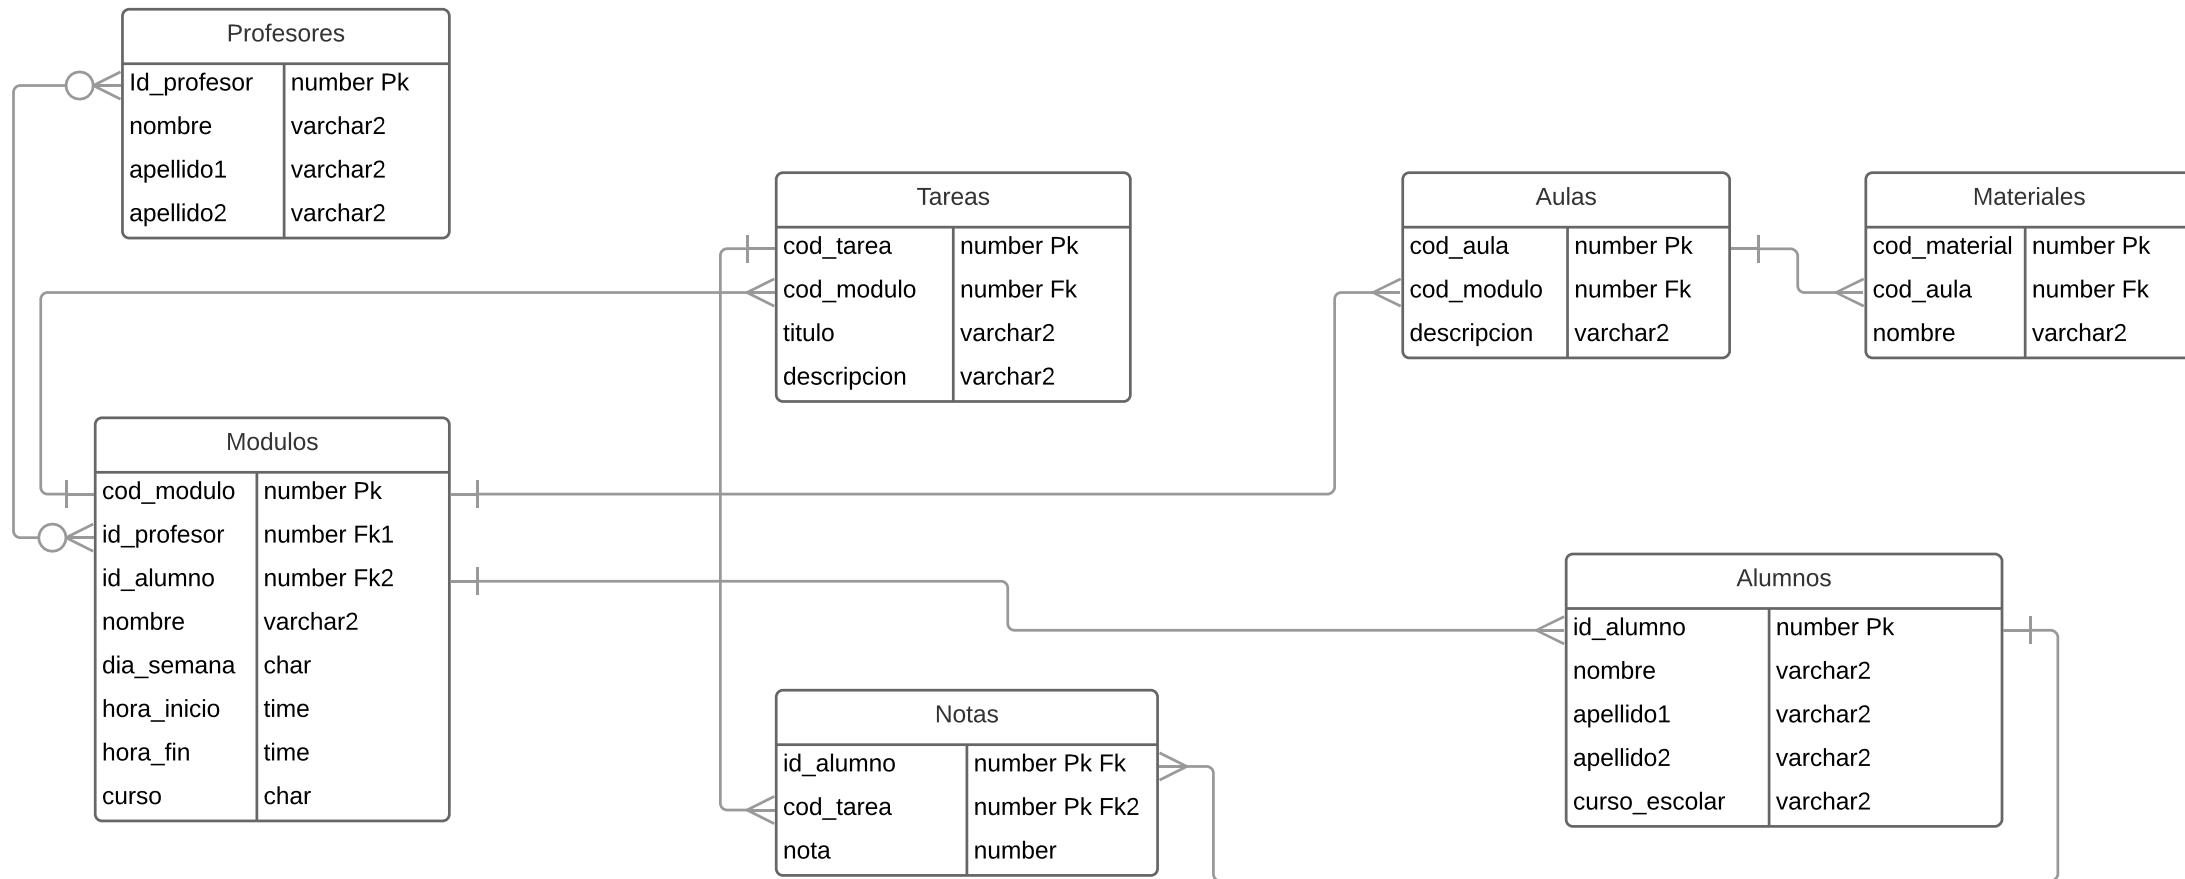 Profesores
Id_profesor number Pk
nombre varchar2
apellido1 varchar2
apellido2 varchar2
Tareas
cod_tarea number Pk
cod_modulo number Fk
titulo varchar2
descripcion varchar2
Aulas
cod_aula number Pk
cod_modulo number Fk
descripcion varchar2
Materiales
cod_material number Pk
cod_aula number Fk
nombre varchar2
Modulos
cod_modulo number Pk
id_profesor number Fk1
id_alumno number Fk2
nombre varchar2
dia_semana char
hora_inicio time
hora_fin time
curso char
Notas
id_alumno number Pk Fk
cod_tarea number Pk Fk2
nota number
Alumnos
id_alumno number Pk
nombre varchar2
apellido1 varchar2
apellido2 varchar2
curso_escolar varchar2